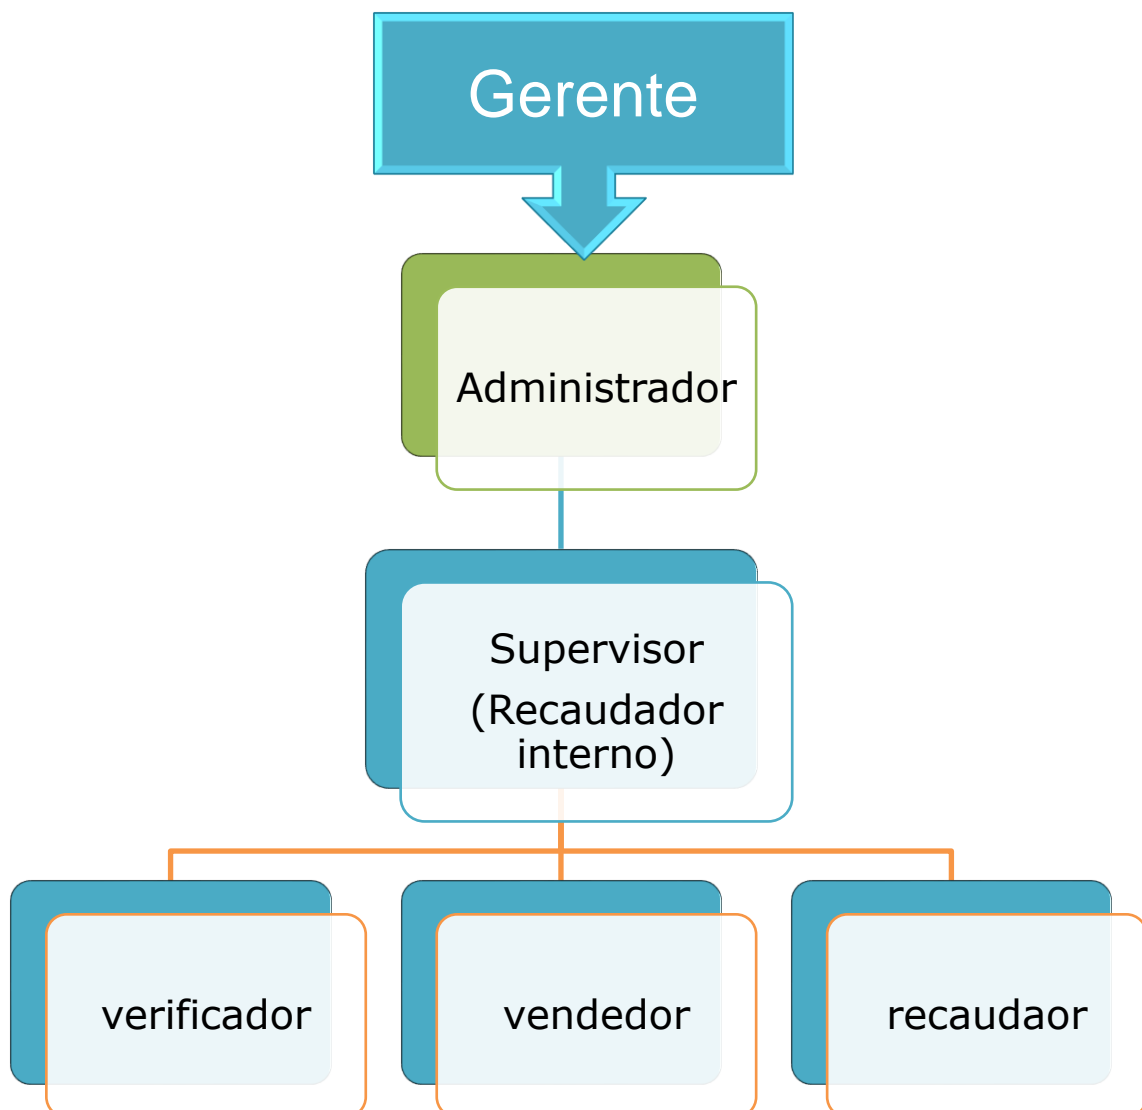 Gerente
Administrador
Supervisor
(Recaudador
interno)
verificador
vendedor
recaudaor